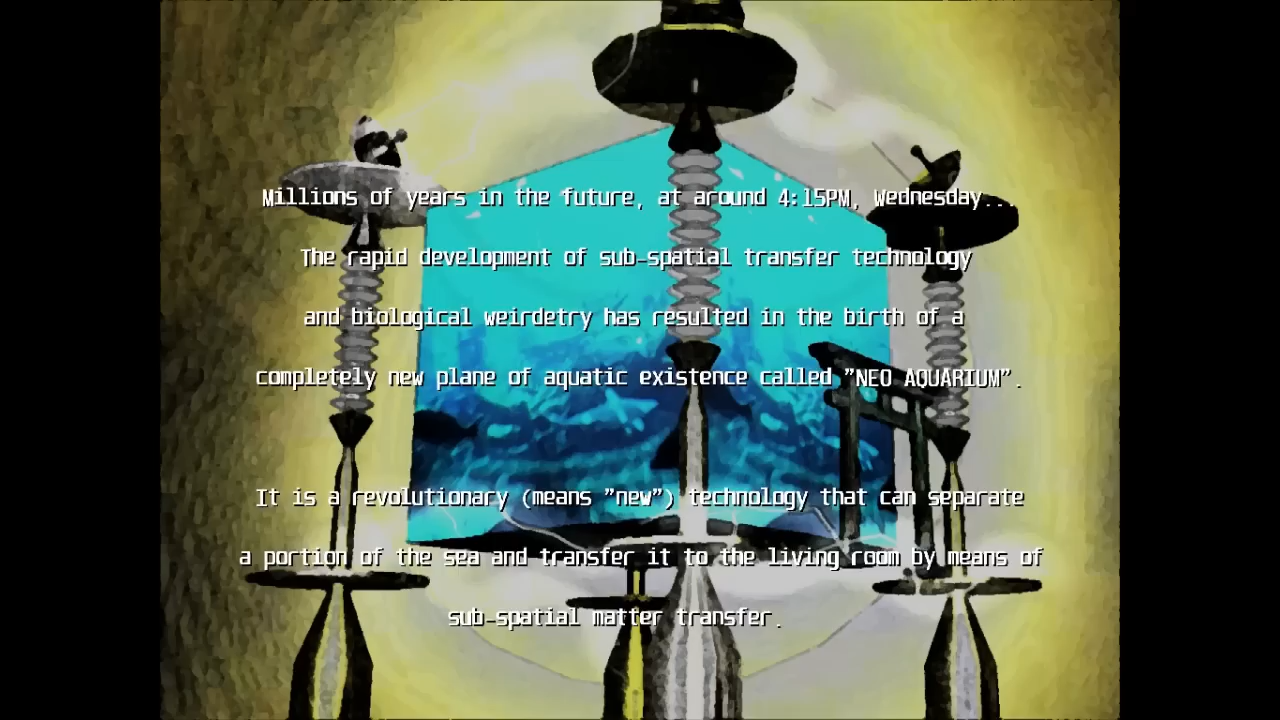 Millions of years in the future, at around 4:15PM, Wednesday...
The rapid development of sub-spatial transfer technology
and biological weirdetry has resulted in the birth of a
completely new plane of aquatic existence called "NEO AQUARIUM".
It is a revolutionary (means "new") technology that can separate
a portion of the sea and transfer it to the living room by means of
sub-spatial matter transfer.